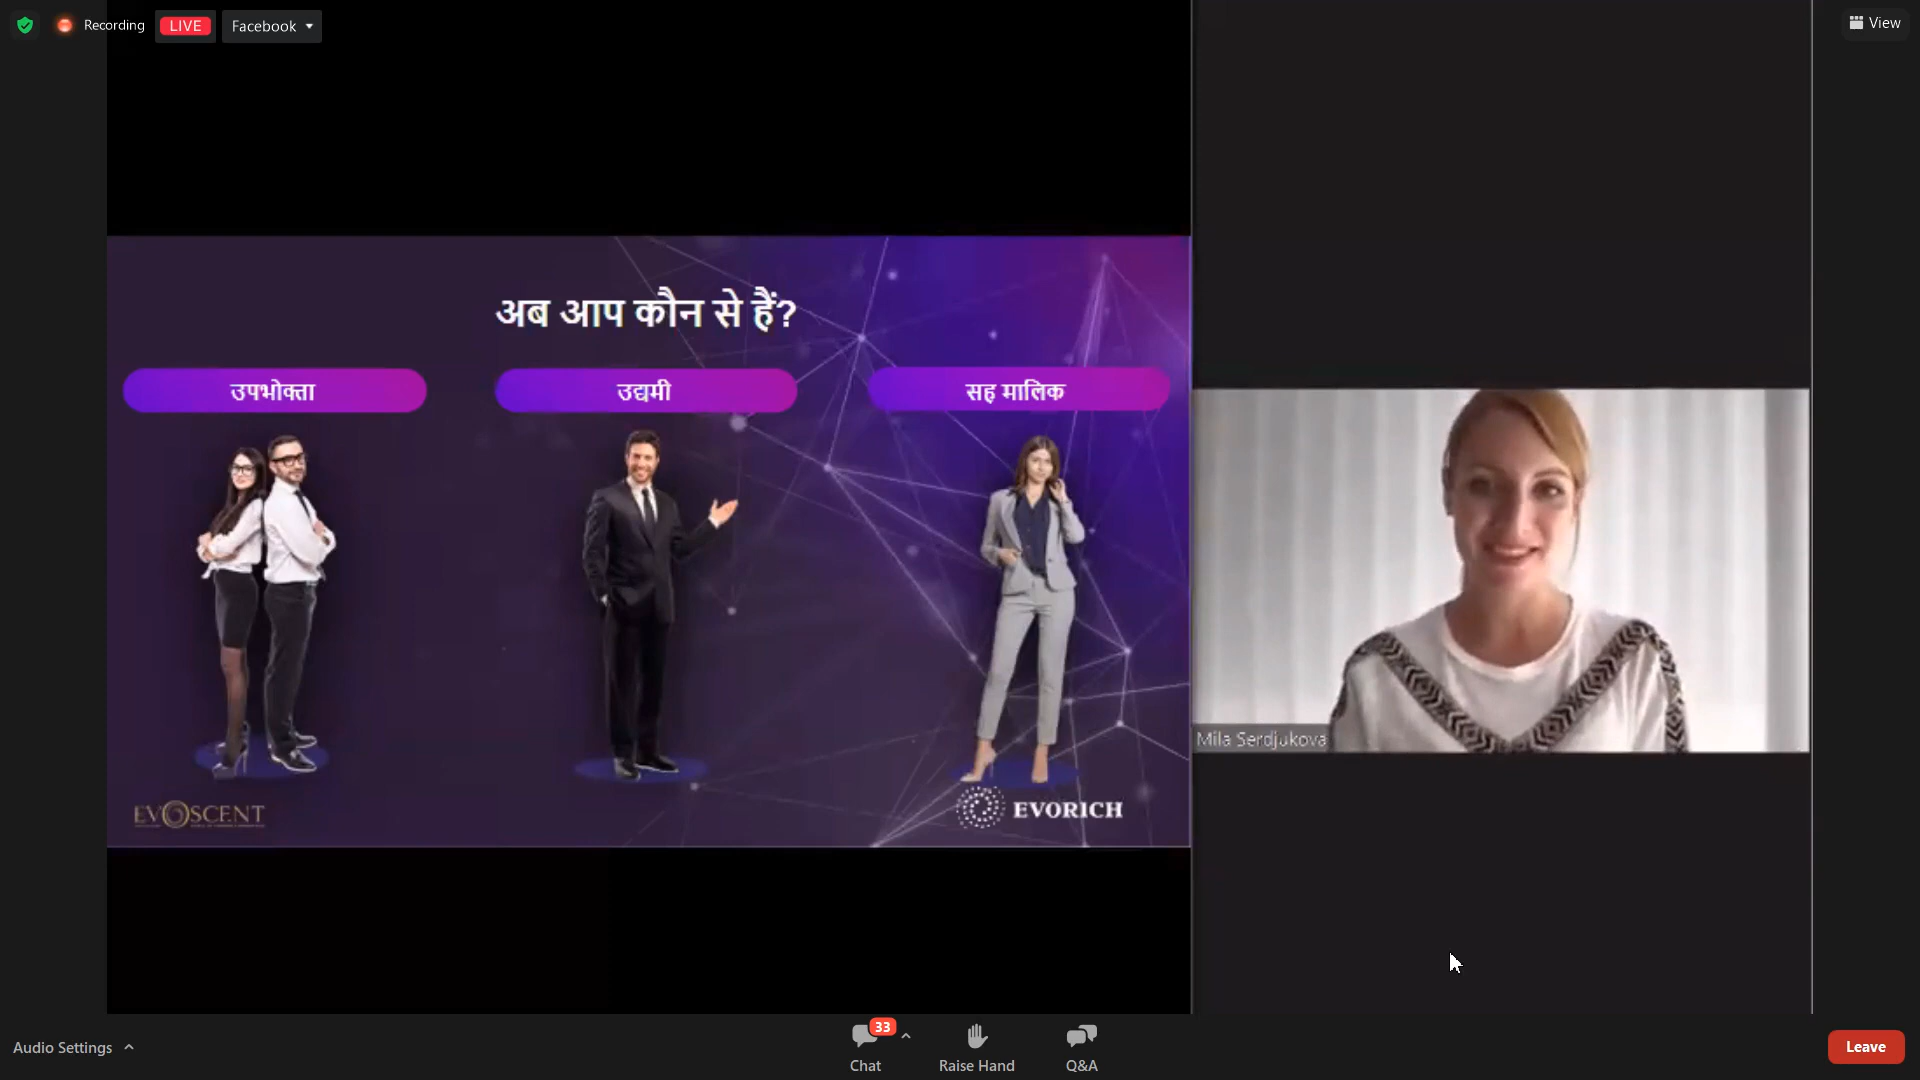 Recording
LIVE
Facebook
View
अब आप कौन से हैं?
उपभोक्ता
उद्यमी
सह मालिक
EVOSCENT
EVORICH
Mila Serdjukova
Audio Settings
33
Chat
Raise Hand
Q&A
Leave